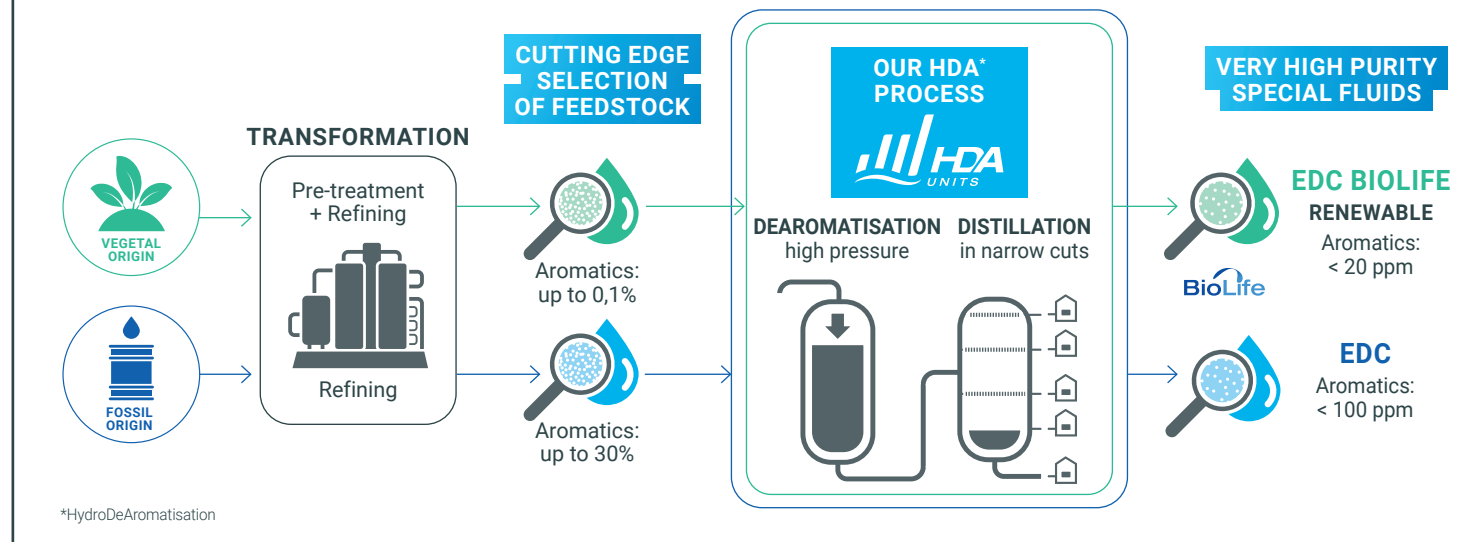 CUTTING EDGE
SELECTION
OF FEEDSTOCK
OUR HDA*
PROCESS
HDA
UNITS
VERY HIGH PURITY
SPECIAL FLUIDS
TRANSFORMATION
Pre-treatment
+ Refining
Refining
VEGETAL
ORIGIN
FOSSIL
ORIGIN
Aromatics:
up to 0,1%
Aromatics:
up to 30%
DEAROMATISATION
high pressure
DISTILLATION
in narrow cuts
EDC BIOLIFE
RENEWABLE
Aromatics:
< 20 ppm
BioLife
EDC
Aromatics:
< 100 ppm
*HydroDeAromatisation